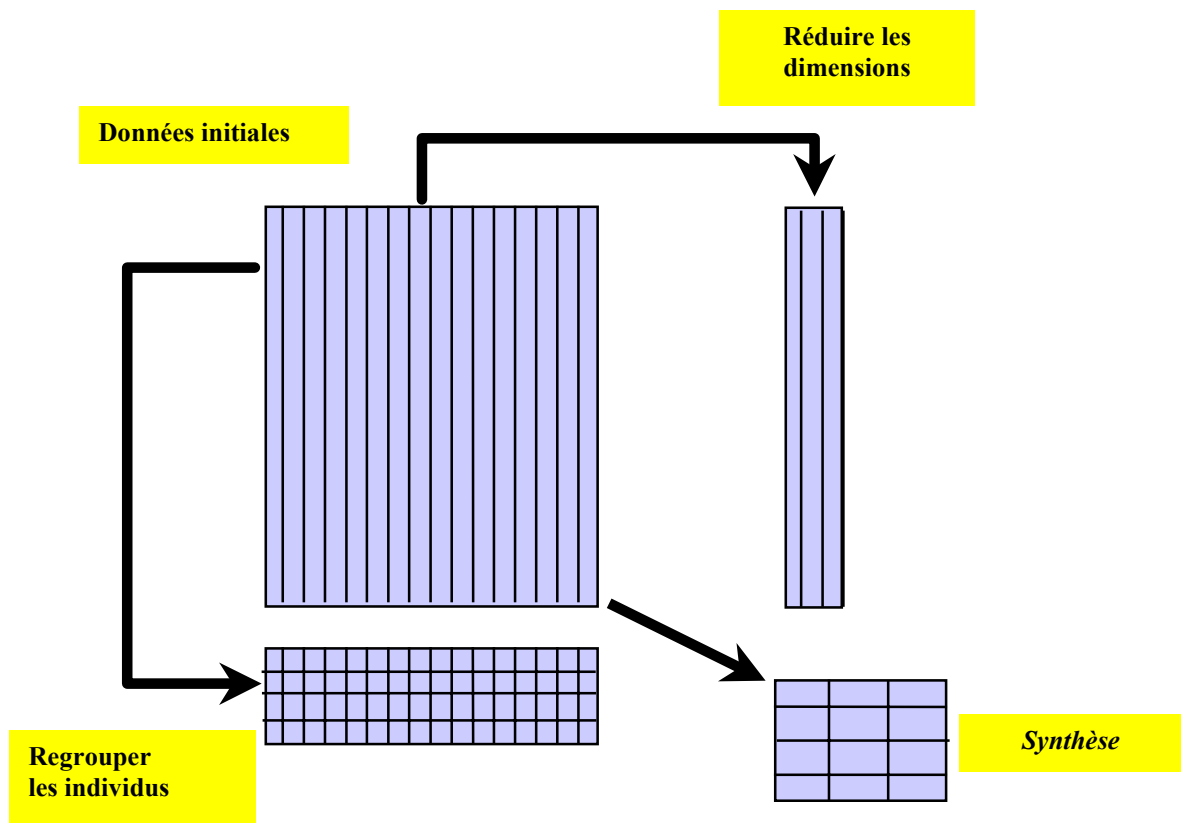 Réduire les
dimensions
Données initiales
Synthèse
Regrouper
les individus